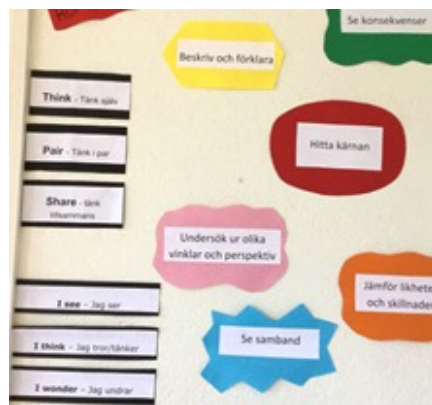 Se konsekvenser
Beskriv och förklara
Think - Tänk själv
Pair - Tänk i par
Hitta kärnan
Share - tänk
tillsammans
Undersök ur olika
vinklar och perspektiv
Jämför likhete
och skillnader
I see - Jag ser
I think - Jag tror/tänker
Se samband
I wonder - Jag undrar